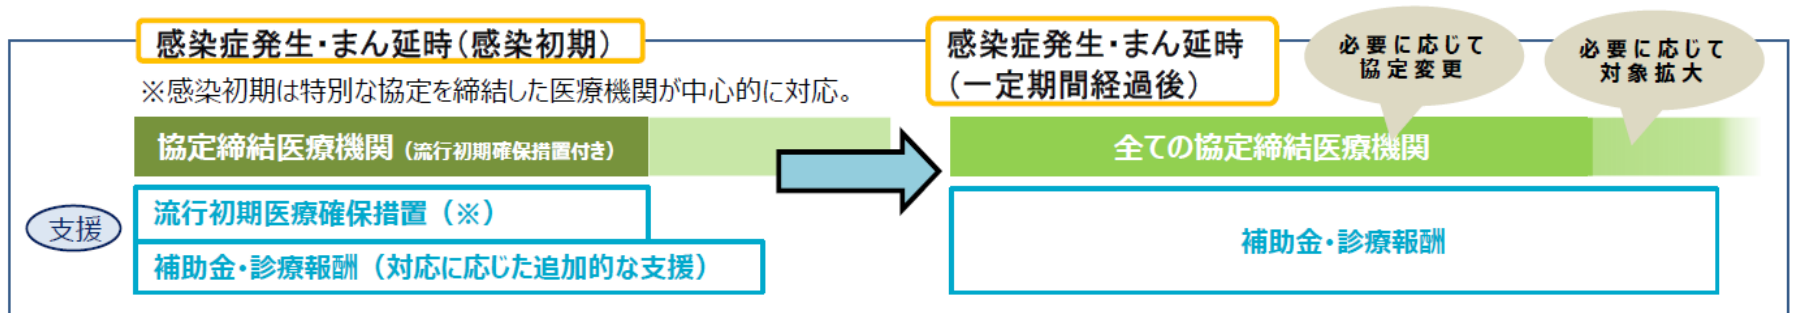 感染症発生・まん延時（感染初期）
※感染初期は特別な協定を締結した医療機関が中心的に対応。
協定締結医療機関（流行初期確保措置付き）
支援
流行初期医療確保措置（※）
補助金・診療報酬（対応に応じた追加的な支援）
感染症発生・まん延時
（一定期間経過後）
必要に応じて
協定変更
必要に応じて
対象拡大
全ての協定締結医療機関
補助金・診療報酬